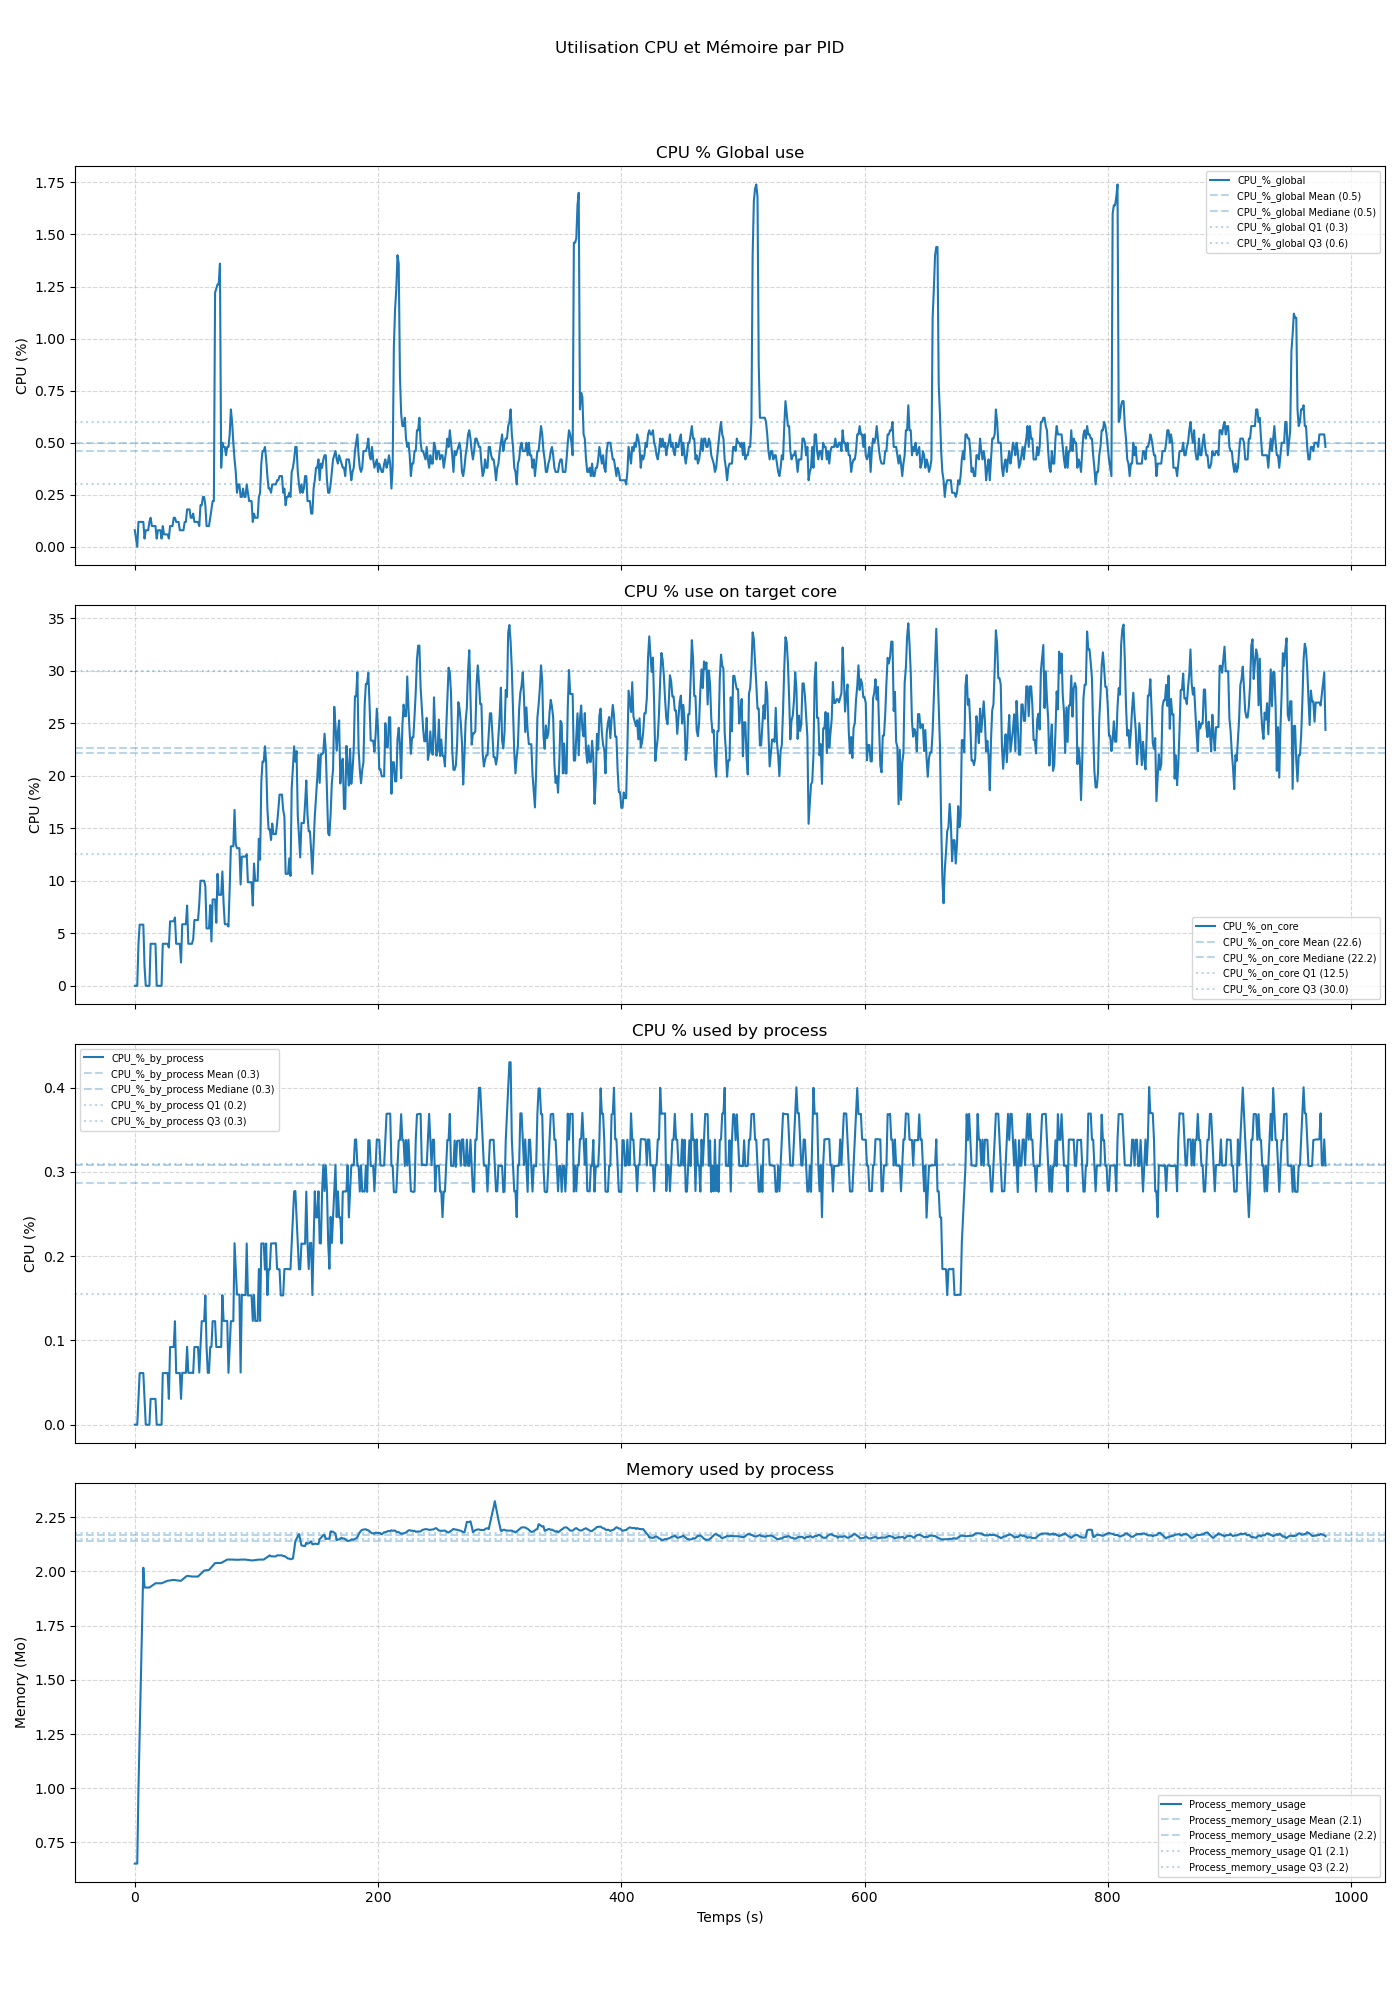 Utilisation CPU et Mémoire par PID
CPU % Global use
1.75
1.50
1.25
1.00
0.75
0.50
0.25
0.00
CPU (%)
CPU_%_global
CPU_%_global Mean (0.5)
CPU_%_global Mediane (0.5)
CPU_%_global Q1 (0.3)
CPU_%_global Q3 (0.6)
CPU % use on target core
35
30
25
20
15
10
5
0
CPU (%)
CPU_%_on_core
CPU_%_on_core Mean (22.6)
CPU_%_on_core Mediane (22.2)
CPU_%_on_core Q1 (12.5)
CPU_%_on_core Q3 (30.0)
CPU % used by process
0.4
0.3
0.2
0.1
0.0
CPU (%)
CPU_%_by_process
CPU_%_by_process Mean (0.3)
CPU_%_by_process Mediane (0.3)
CPU_%_by_process Q1 (0.2)
CPU_%_by_process Q3 (0.3)
Memory used by process
2.25
2.00
1.75
1.50
1.25
1.00
0.75
Memory (Mo)
Process_memory_usage
Process_memory_usage Mean (2.1)
Process_memory_usage Mediane (2.2)
Process_memory_usage Q1 (2.1)
Process_memory_usage Q3 (2.2)
0 200 400 600 800 1000
Temps (s)